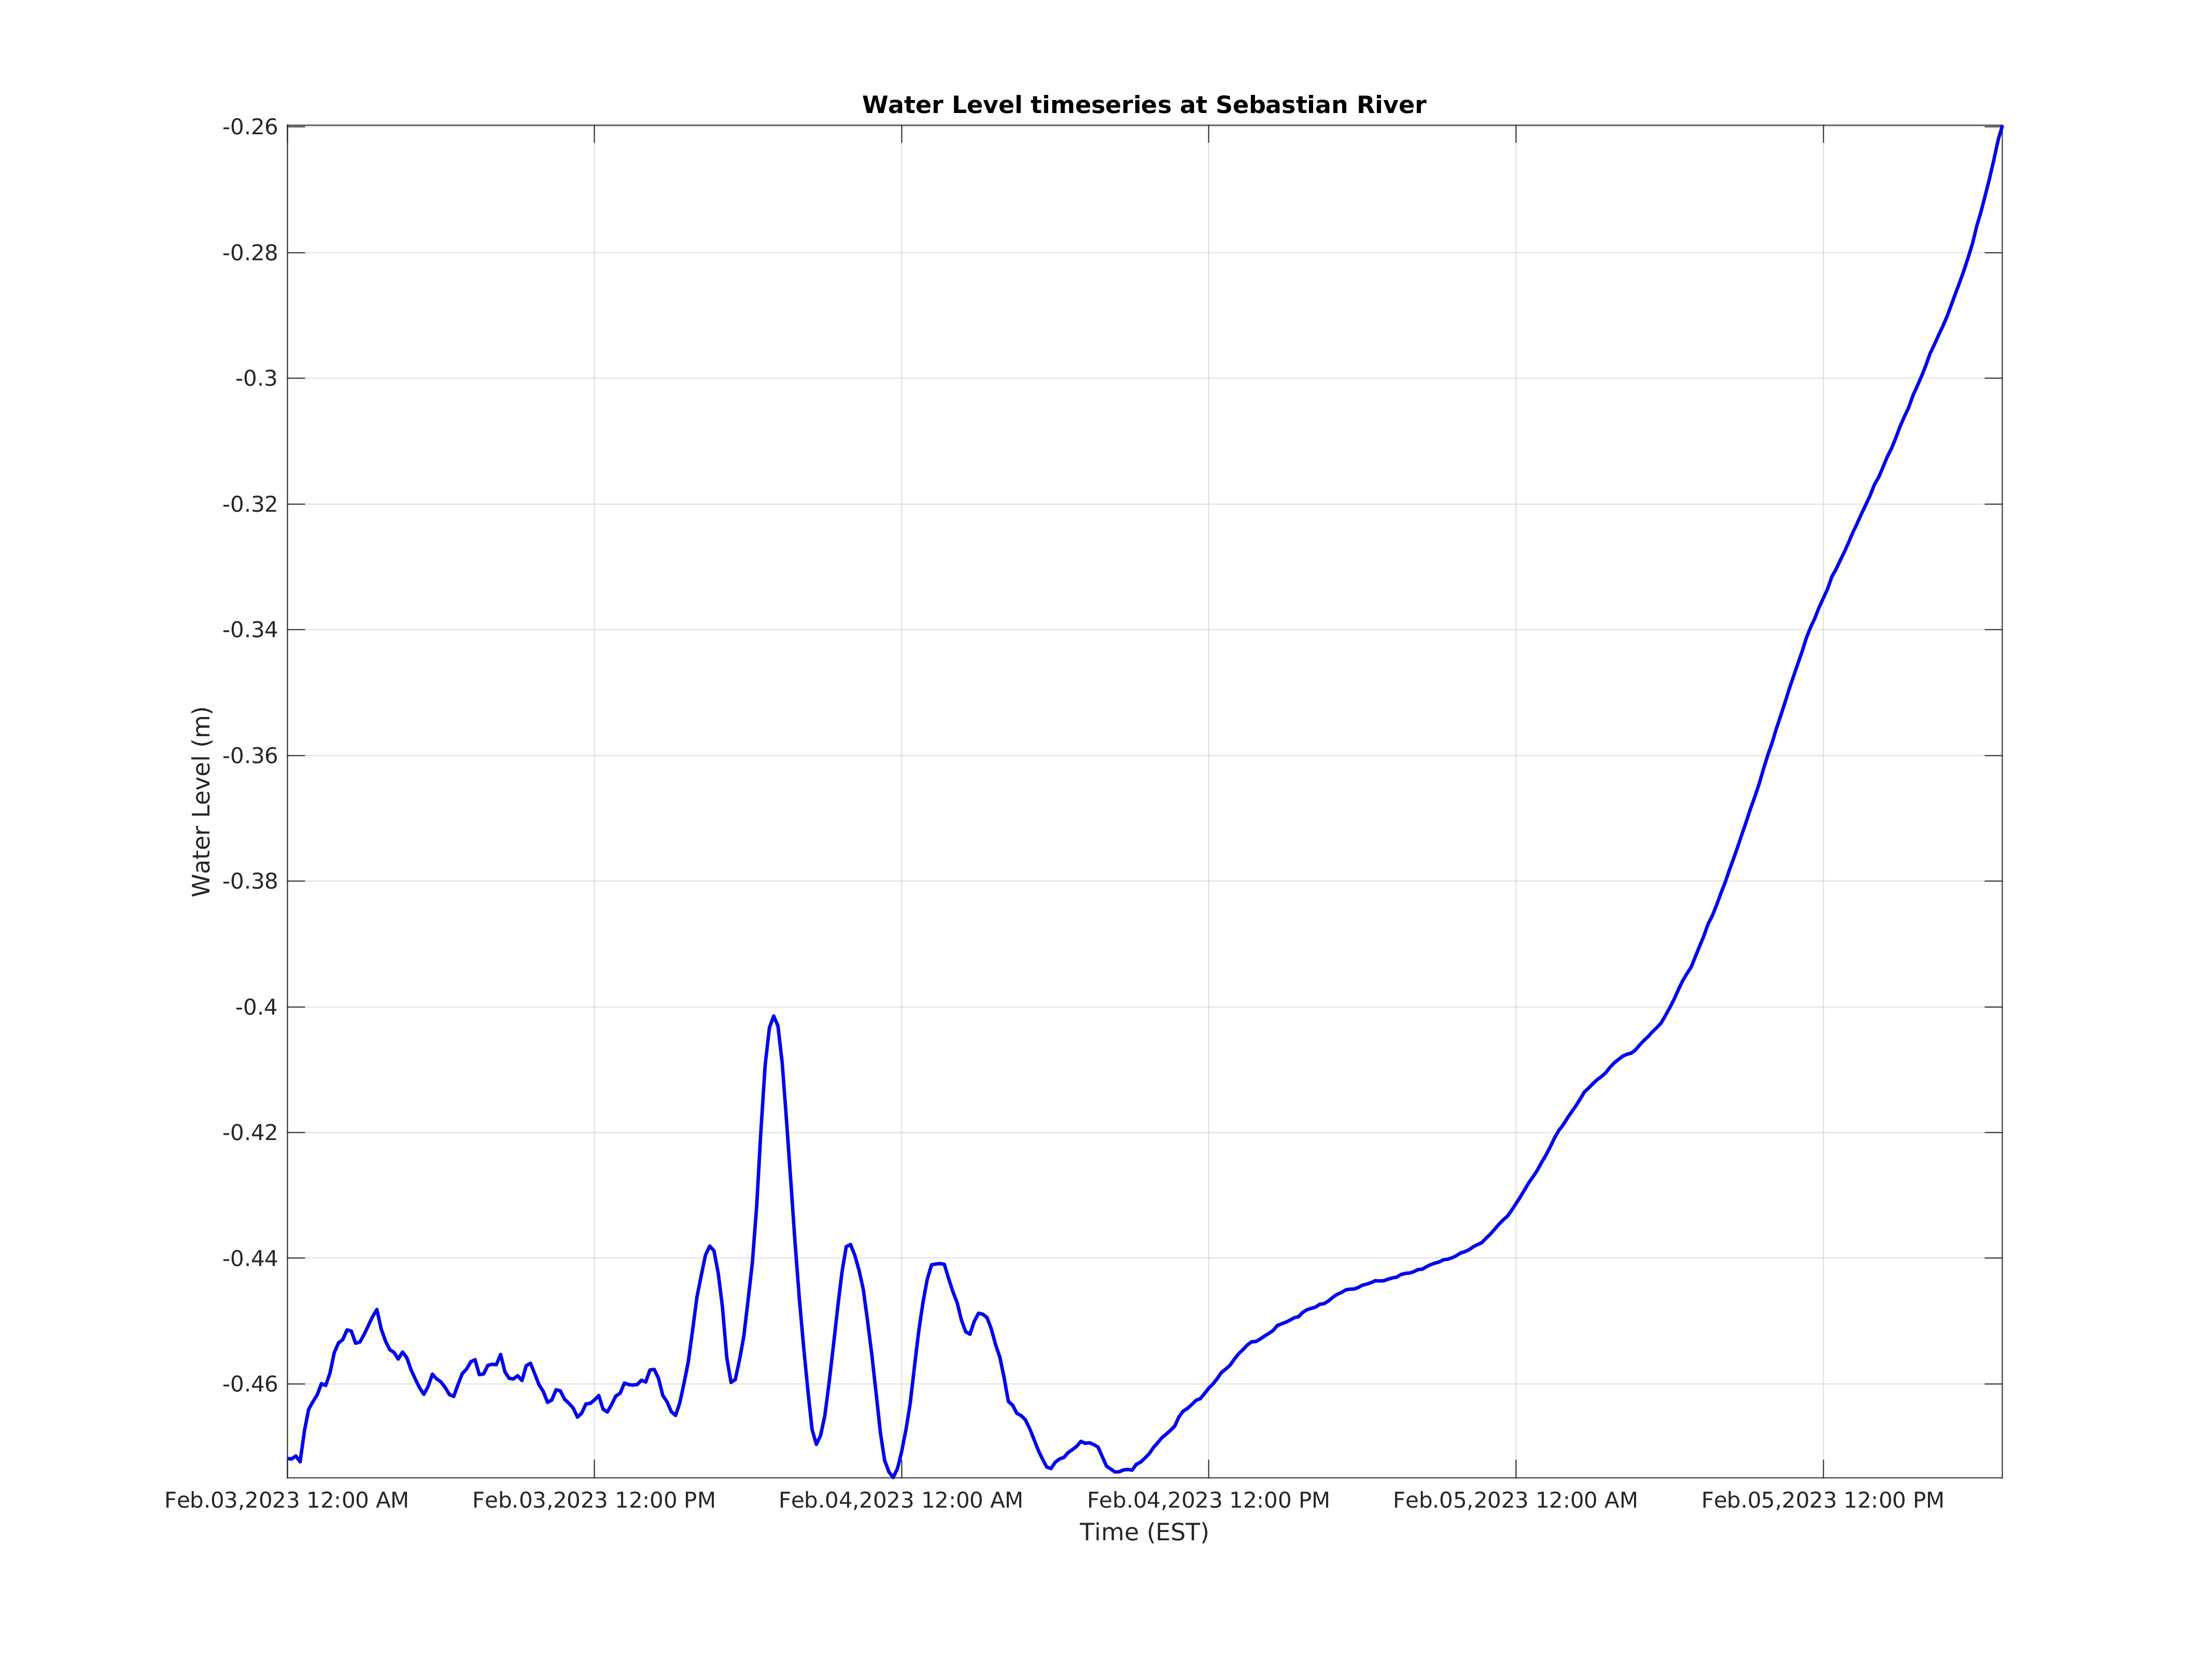 Water Level timeseries at Sebastian River
-0.26
-0.28
-0.3
-0.32
-0.34
-0.36
-0.38
-0.4
-0.42
-0.44
-0.46
Water Level (m)
Feb.03,2023 12:00 AM
Feb.03,2023 12:00 PM
Feb.04,2023 12:00 AM
Feb.04,2023 12:00 PM
Feb.05,2023 12:00 AM
Feb.05,2023 12:00 PM
Time (EST)